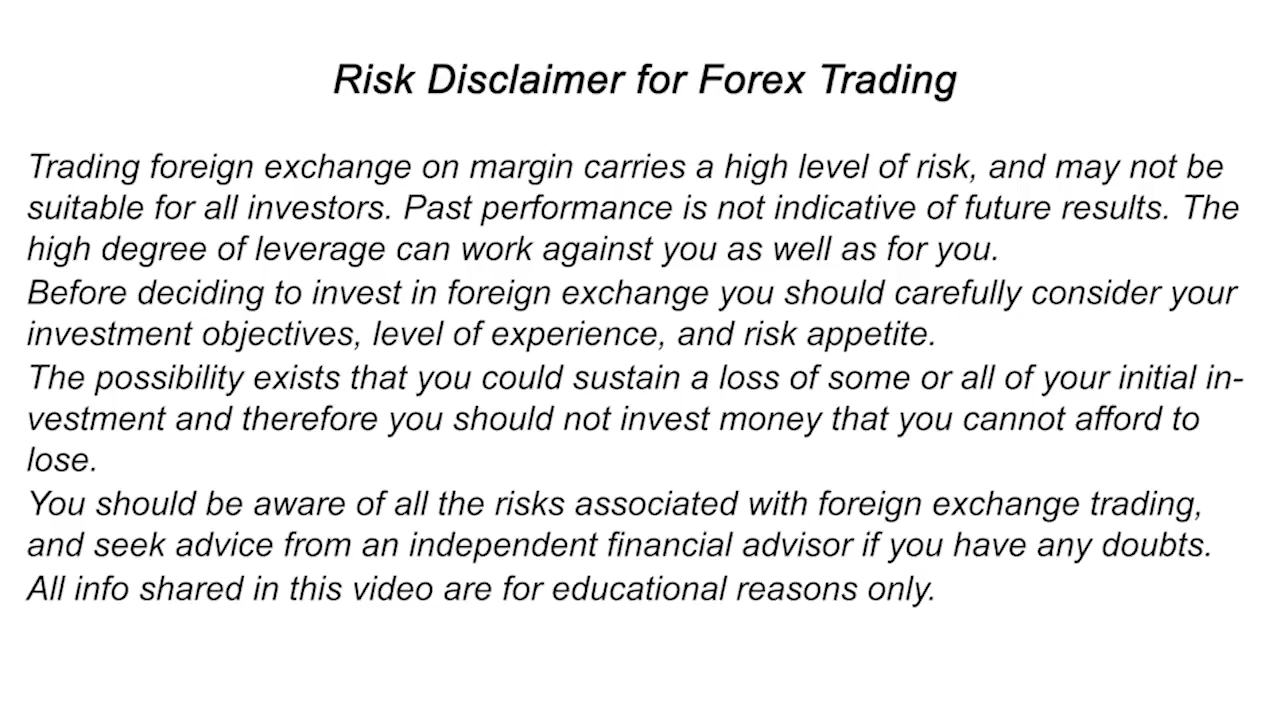 Risk Disclaimer for Forex Trading
Trading foreign exchange on margin carries a high level of risk, and may not be
suitable for all investors. Past performance is not indicative of future results. The
high degree of leverage can work against you as well as for you.
Before deciding to invest in foreign exchange you should carefully consider your
investment objectives, level of experience, and risk appetite.
The possibility exists that you could sustain a loss of some or all of your initial in-
vestment and therefore you should not invest money that you cannot afford to
lose.
You should be aware of all the risks associated with foreign exchange trading,
and seek advice from an independent financial advisor if you have any doubts.
All info shared in this video are for educational reasons only.